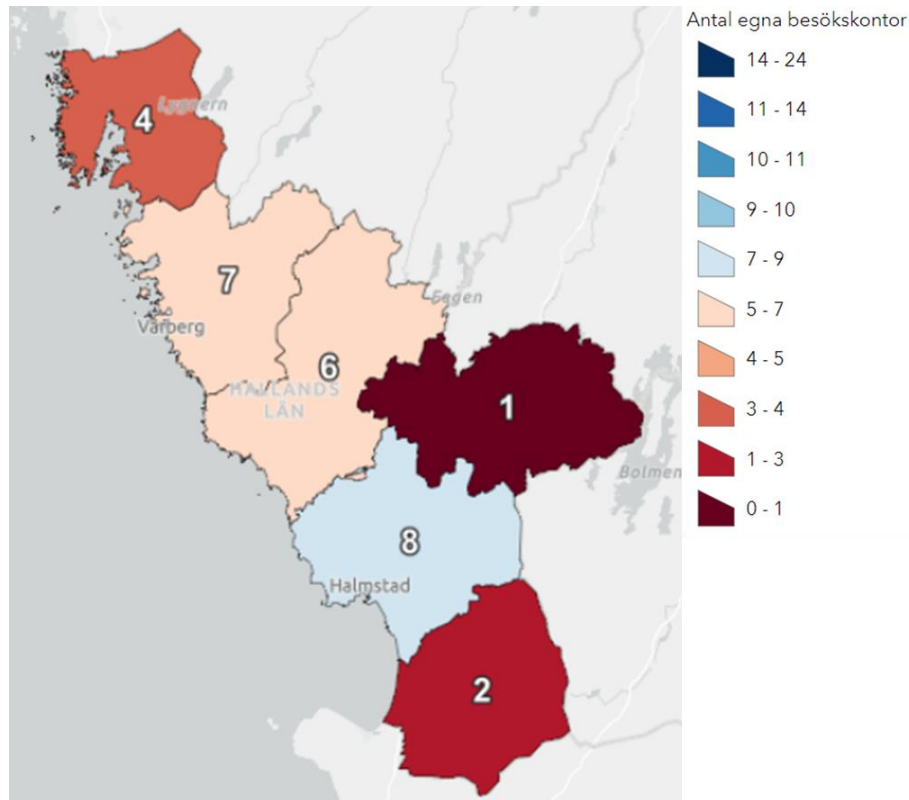 Antal egna besökskontor
14 - 24
11 - 14
10 - 11
9 - 10
7 - 9
5 - 7
4 - 5
3 - 4
1 - 3
0 - 1
Lygnern
4
7
Fegen
Varberg
6
HALLANDS
LÄN
1
Bolmen
8
Halmstad
2